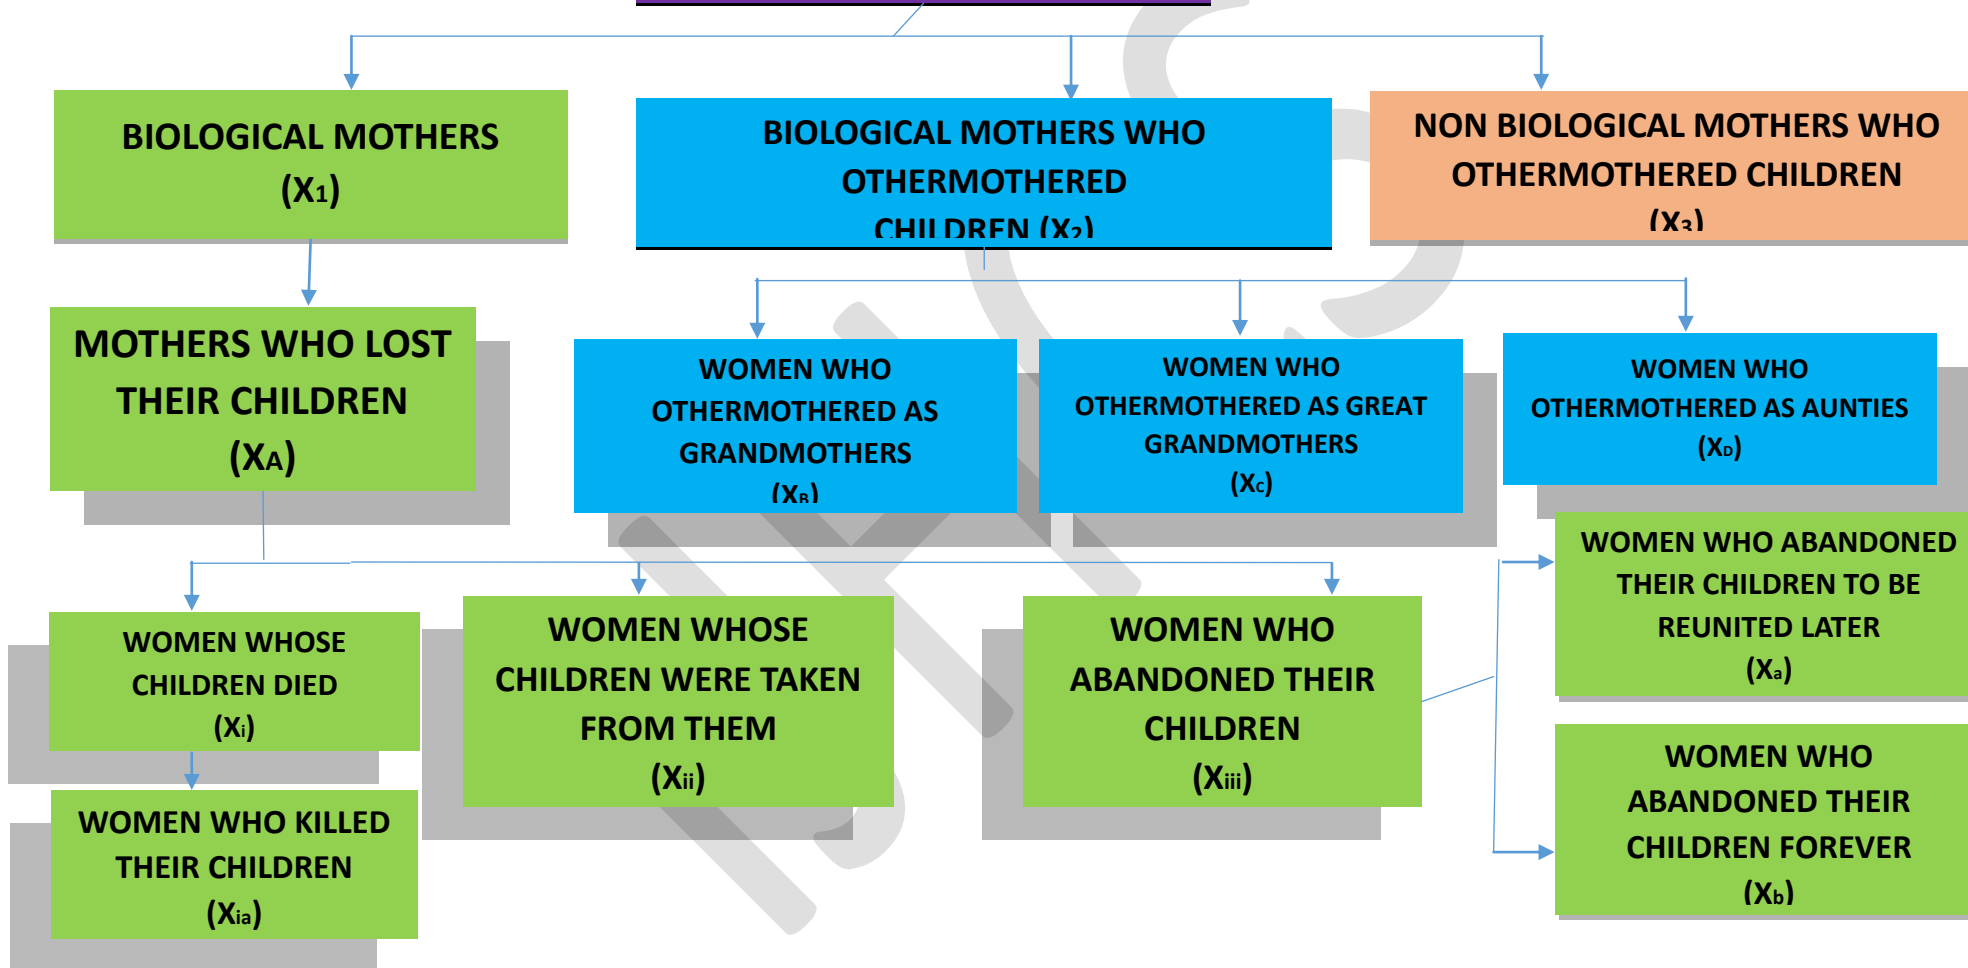 BIOLOGICAL MOTHERS
(X1)
BIOLOGICAL MOTHERS WHO
OTHERMOTHERED
CHILDREN (X2)
NON BIOLOGICAL MOTHERS WHO
OTHERMOTHERED CHILDREN
(X3)
MOTHERS WHO LOST
THEIR CHILDREN
(XA)
WOMEN WHO
OTHERMOTHERED AS
GRANDMOTHERS
(XB)
WOMEN WHO
OTHERMOTHERED AS GREAT
GRANDMOTHERS
(XC)
WOMEN WHO
OTHERMOTHERED AS AUNTIES
(XD)
WOMEN WHOSE
CHILDREN DIED
(Xi)
WOMEN WHOSE
CHILDREN WERE TAKEN
FROM THEM
(Xii)
WOMEN WHO
ABANDONED THEIR
CHILDREN
(Xiii)
WOMEN WHO ABANDONED
THEIR CHILDREN TO BE
REUNITED LATER
(Xa)
WOMEN WHO
ABANDONED THEIR
CHILDREN FOREVER
(Xb)
WOMEN WHO KILLED
THEIR CHILDREN
(Xia)